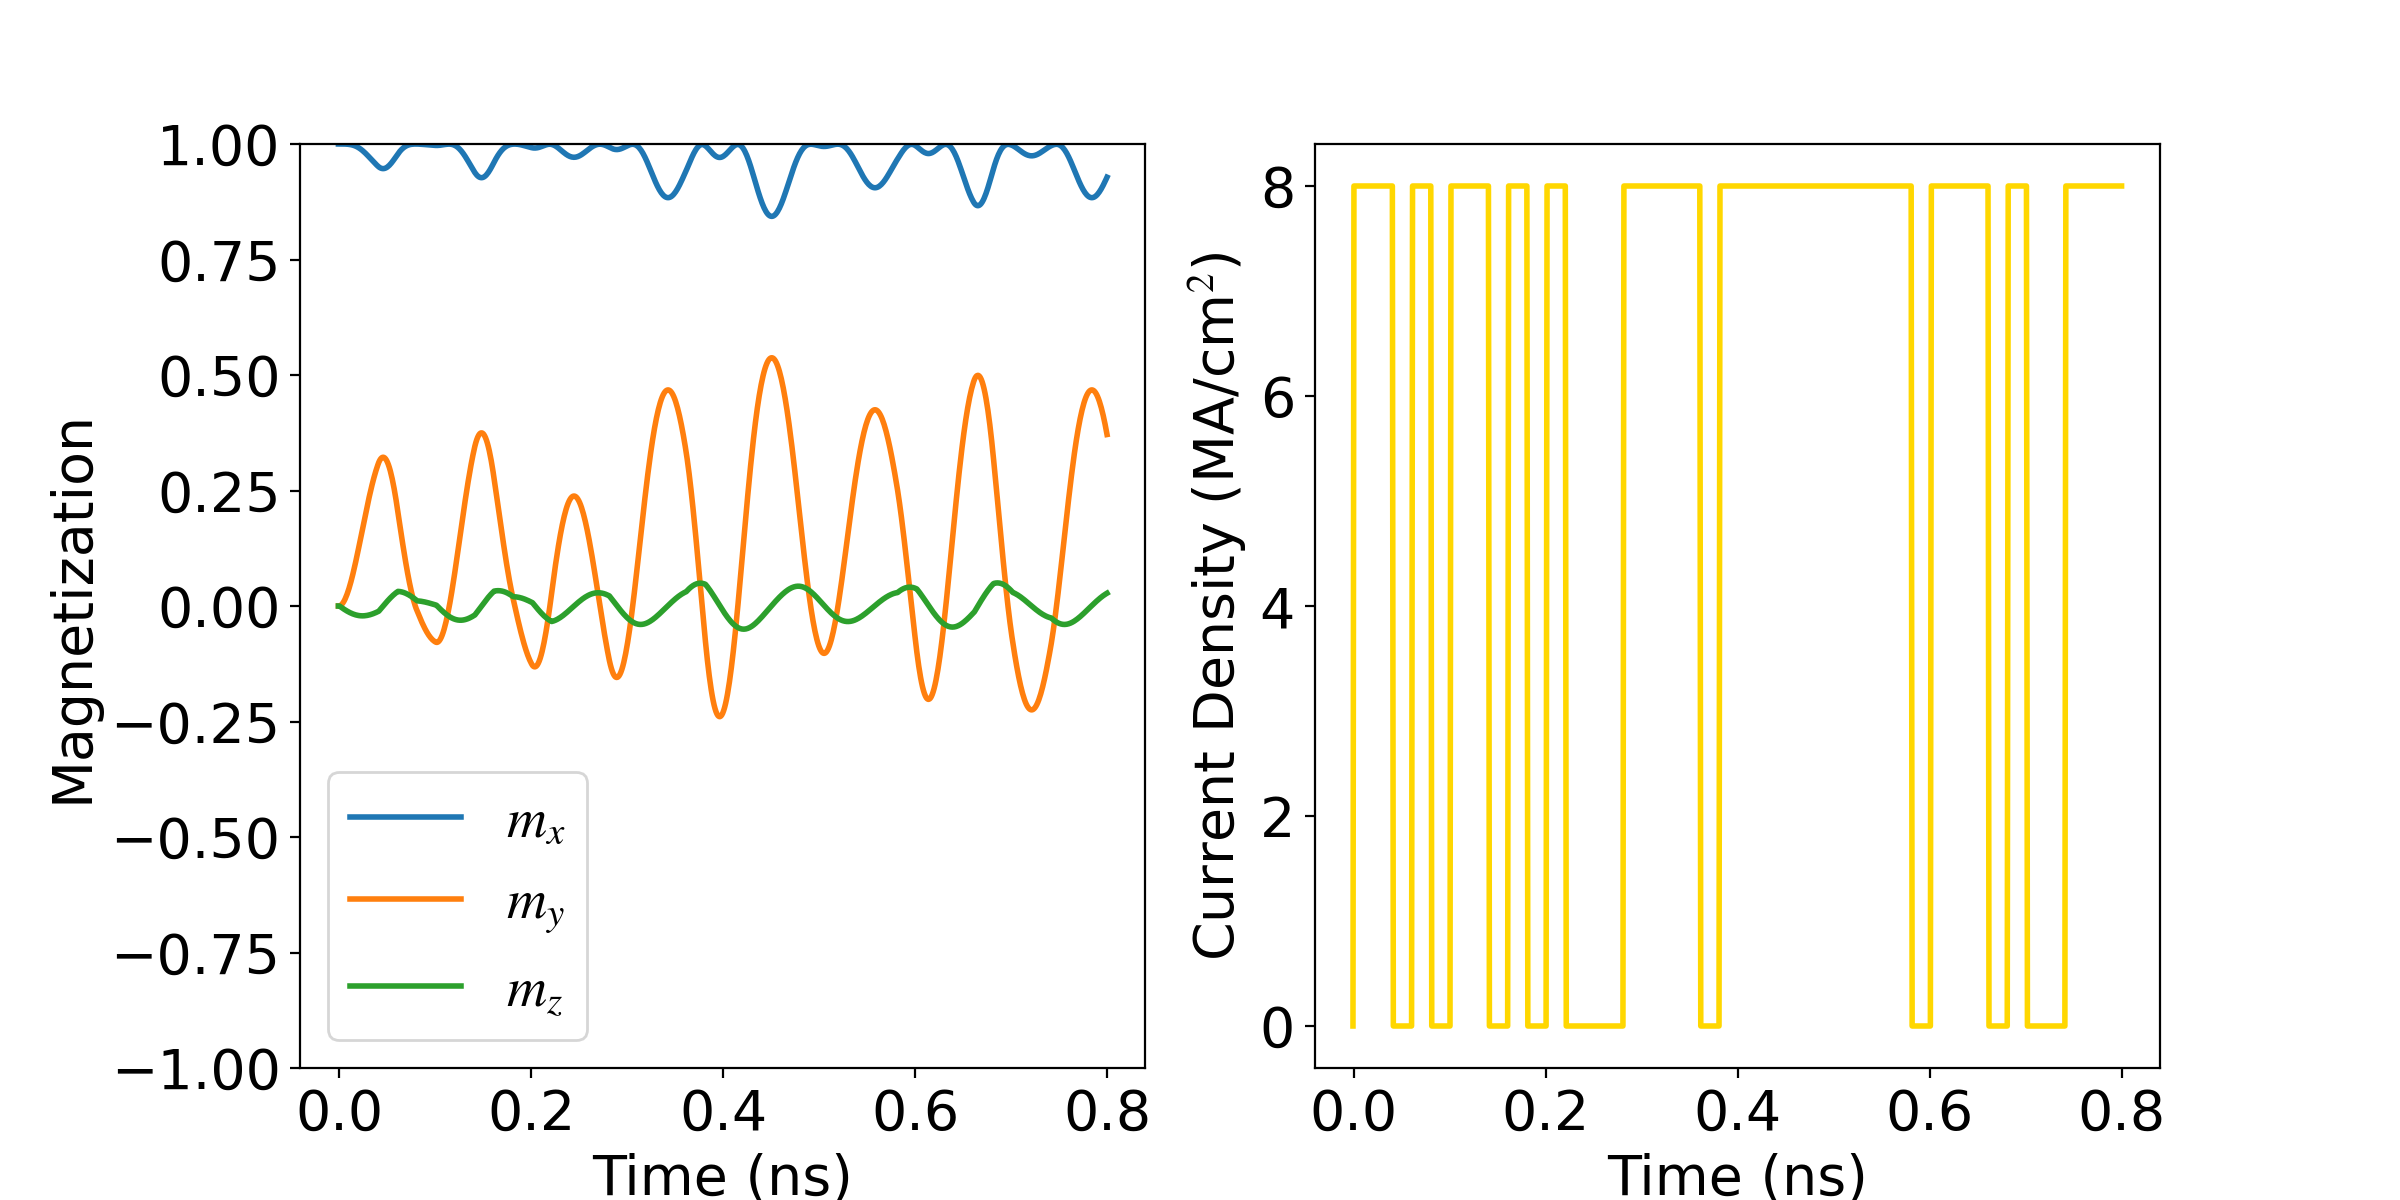 1.00
0.75
0.50
0.25
0.00
−0.25
−0.50
−0.75
−1.00
Magnetization
m_x
m_y
m_z
0.0 0.2 0.4 0.6 0.8
Time (ns)
8
6
4
2
0
Current Density (MA/cm²)
0.0 0.2 0.4 0.6 0.8
Time (ns)